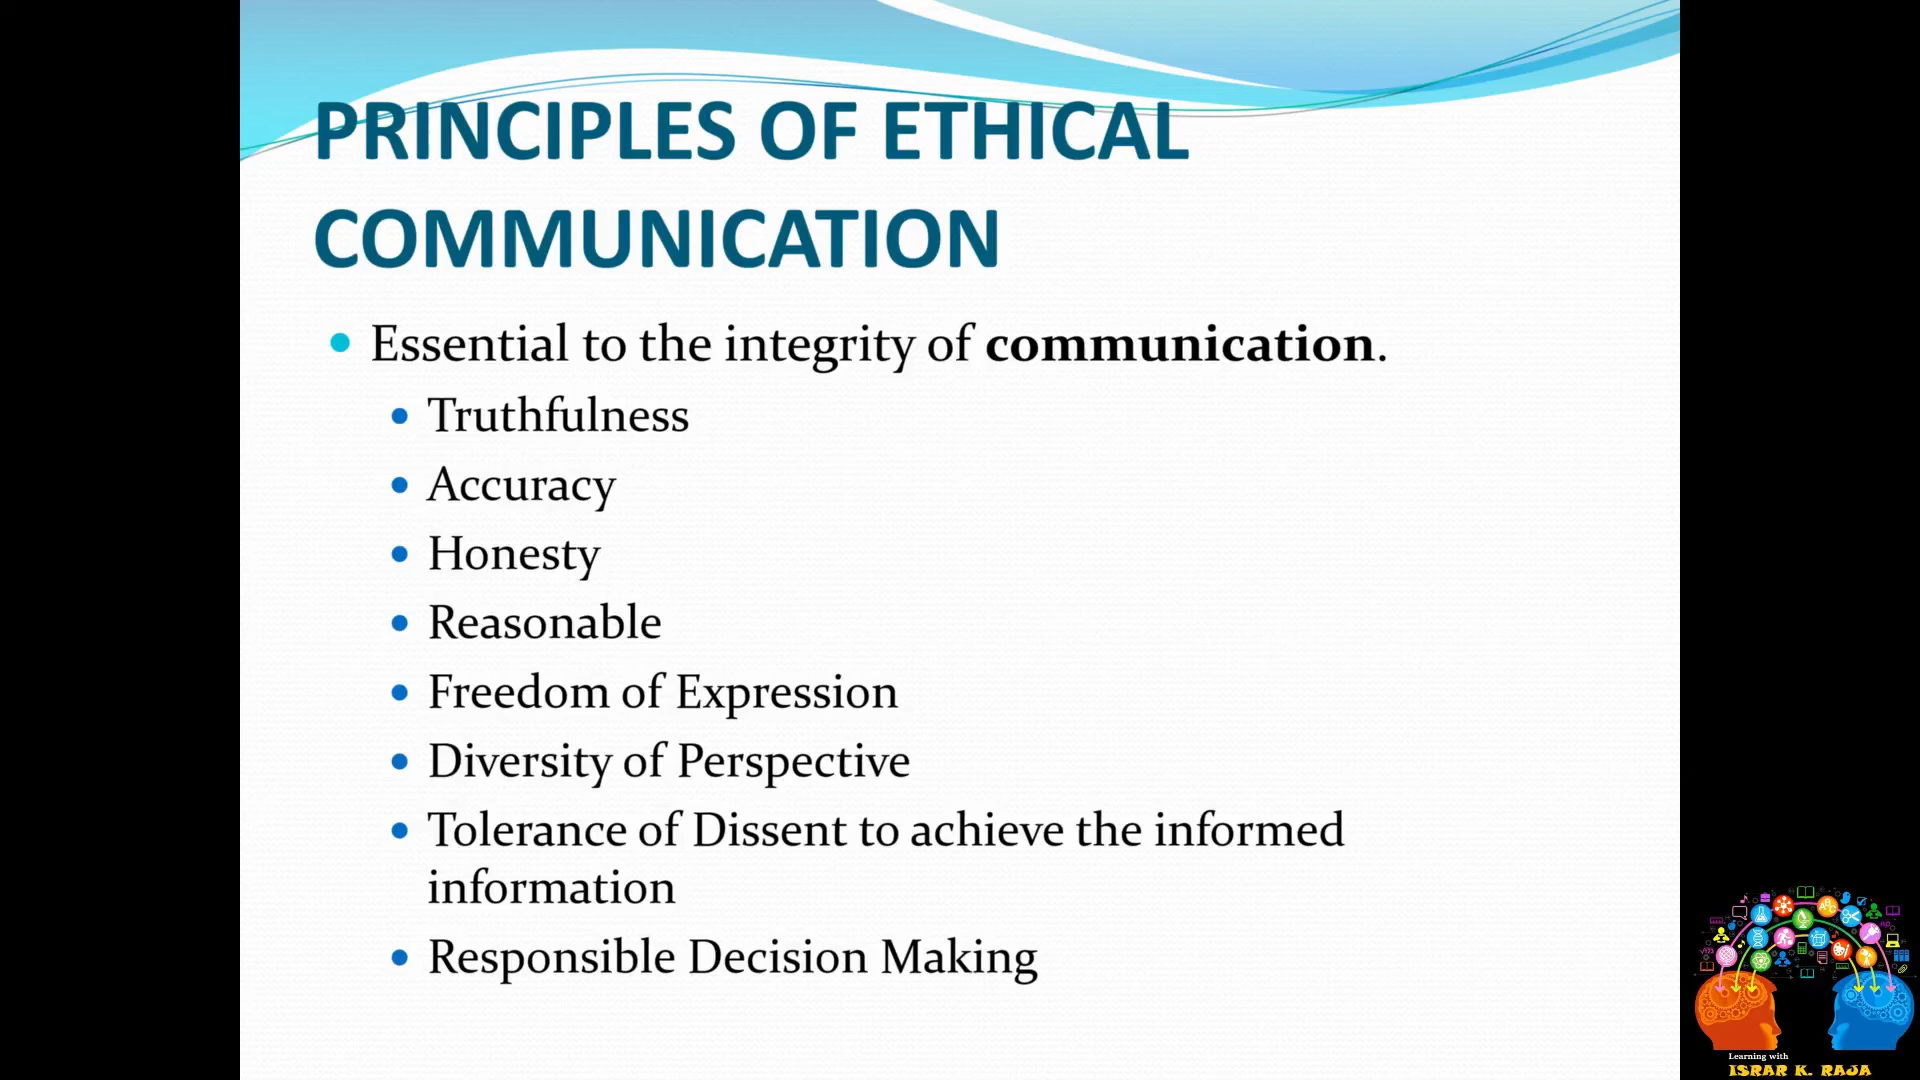 PRINCIPLES OF ETHICAL
COMMUNICATION
Essential to the integrity of communication.
Truthfulness
Accuracy
Honesty
Reasonable
Freedom of Expression
Diversity of Perspective
Tolerance of Dissent to achieve the informed
information
Responsible Decision Making
Learning with
ISRAR K. RAJA